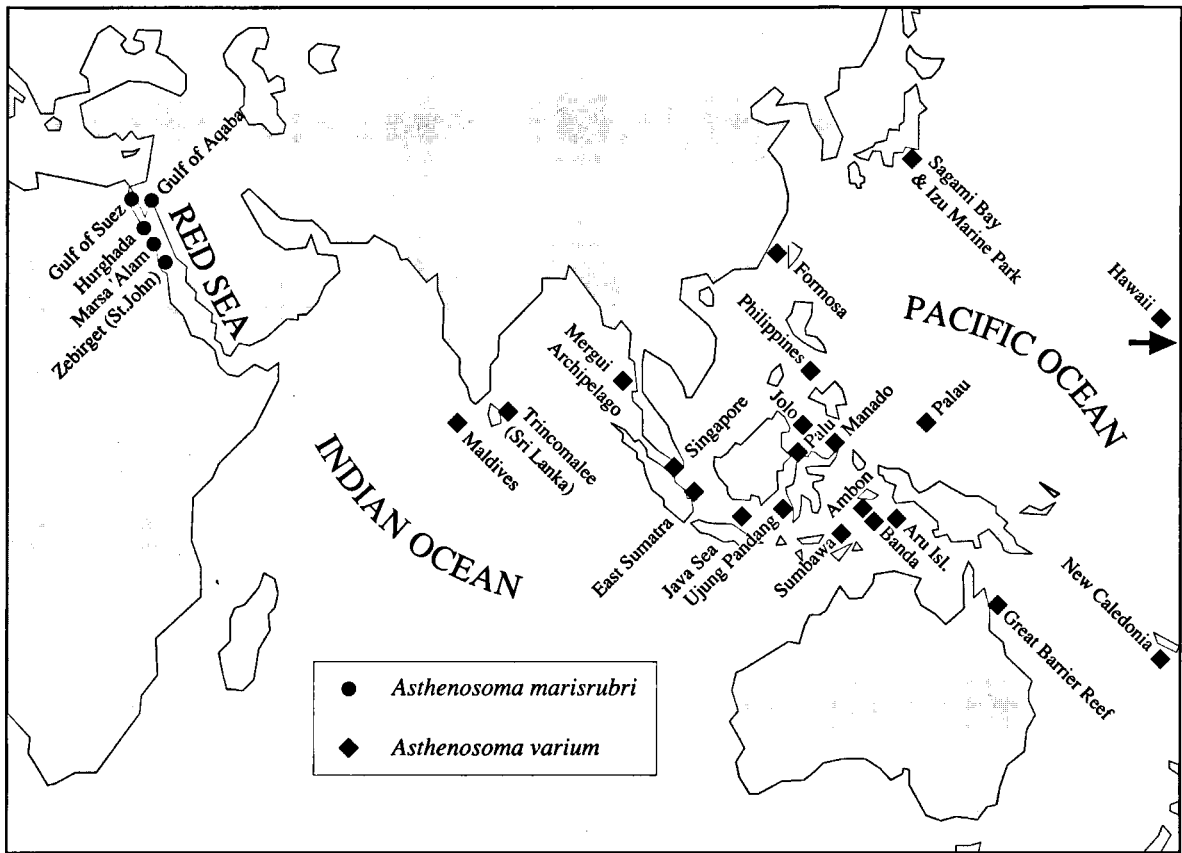 Gulf of Aqaba
Gulf of Suez
Hurghada
Marsa 'Alam
Zebirget (St.John)
RED SEA
Sagami Bay
& Izu Marine Park
Formosa
Hawaii
PACIFIC OCEAN
Philippines
Mergui
Archipelago
Jolo
Palu
Manado
Palau
Singapore
Trincomalee
(Sri Lanka)
Maldives
INDIAN OCEAN
East Sumatra
Java Sea
Ujung Pandang
Sumbawa
Ambon
Banda
Aru Isl.
New Caledonia
Great Barrier Reef
Asthenosoma marisrubri
Asthenosoma varium